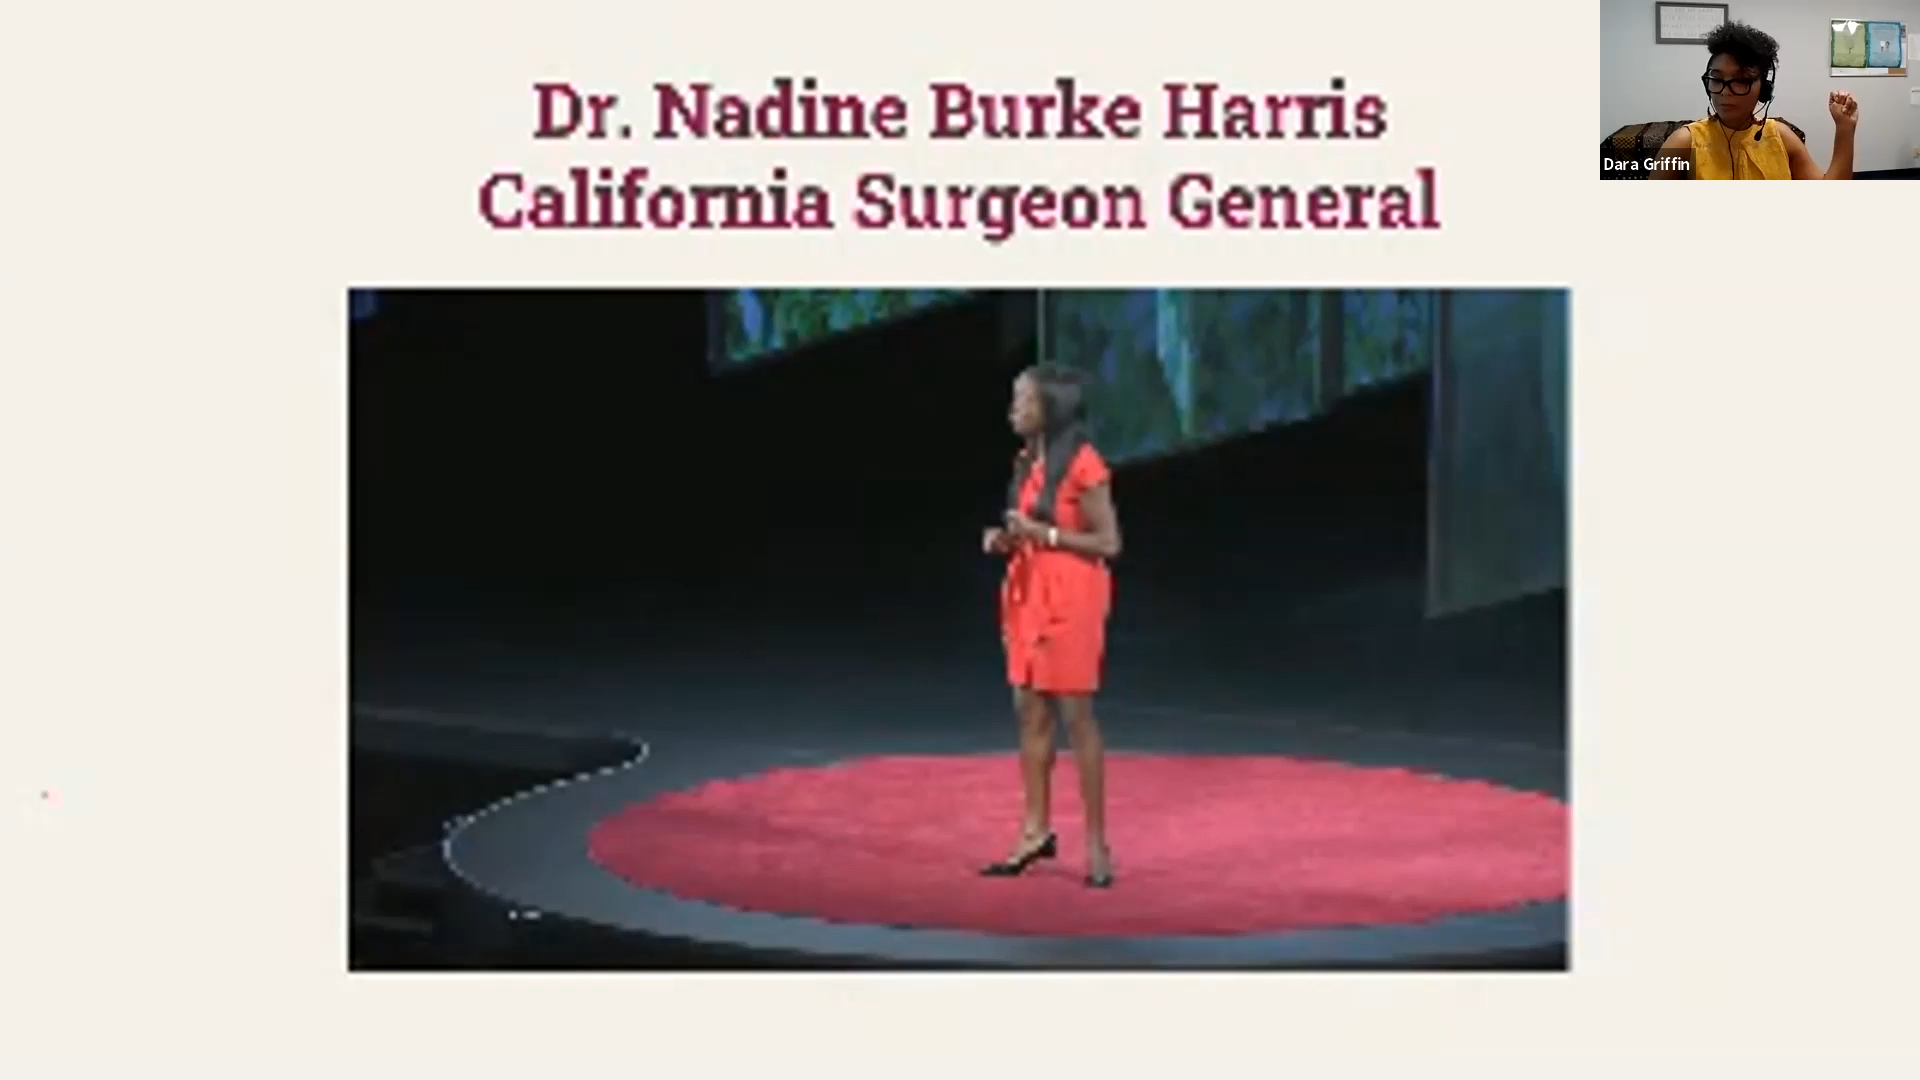 Dr. Nadine Burke Harris
California Surgeon General
Dara Griffin